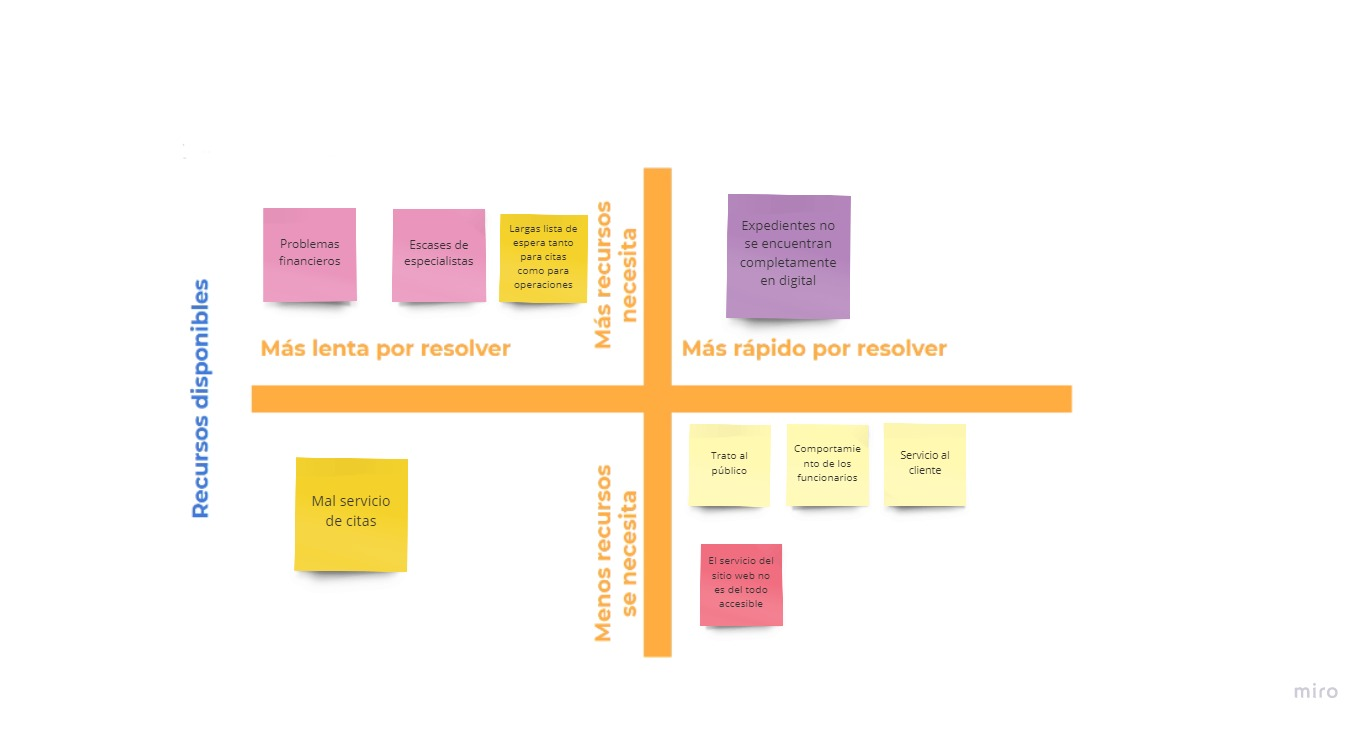 Problemas
financieros
Escases de
especialistas
Largas lista de
espera tanto
para citas
como para
operaciones
Más recursos
necesita
Expedientes no
se encuentran
completamente
en digital
Recursos disponibles
Más lenta por resolver
Más rápido por resolver
Mal servicio
de citas
Menos recursos
se necesita
Trato al
público
Comportamie
nto de los
funcionarios
Servicio al
cliente
El servicio del
sitio web no
es del todo
accesible
miro